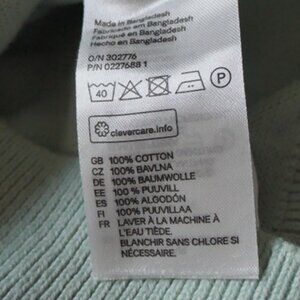 Made in Bangladesh
Fabriqué en Bangladesh
Hecho en Bangladesh
O/N 302776
P/N 0227688 1
40
P
clevercare.info
GB 100% COTTON
CZ 100% BAVLNA
DE 100% BAUMWOLLE
EE 100% PUUVILL
ES 100% ALGODÓN
FI 100% PUUVILLAA
FR LAVER À LA MACHINE À
L'EAU TIÈDE.
BLANCHIR SANS CHLORE SI
NÉCESSAIRE.